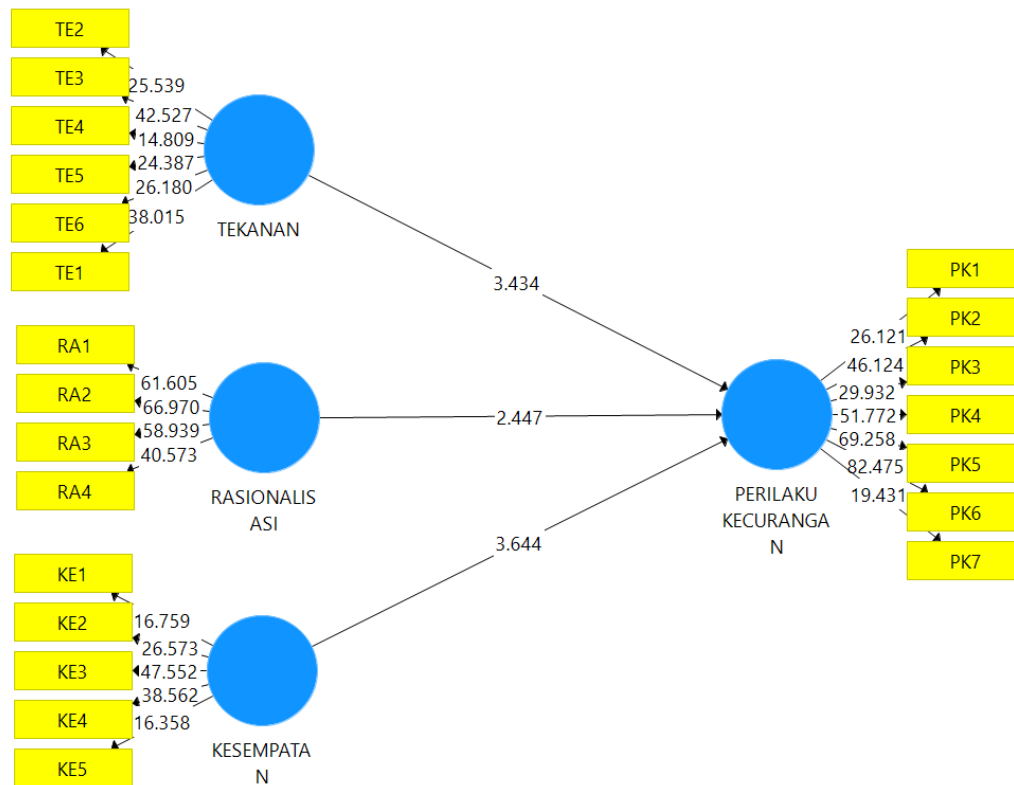 TE2
TE3
TE4
TE5
TE6
TE1
25.539
42.527
14.809
24.387
26.180
38.015
TEKANAN
3.434
RA1
RA2
RA3
RA4
61.605
66.970
58.939
40.573
RASIONALIS
ASI
2.447
KE1
KE2
KE3
KE4
KE5
16.759
26.573
47.552
38.562
16.358
KESEMPATA
N
3.644
PERILAKU
KECURANGA
N
26.121
46.124
29.932
51.772
69.258
82.475
19.431
PK1
PK2
PK3
PK4
PK5
PK6
PK7